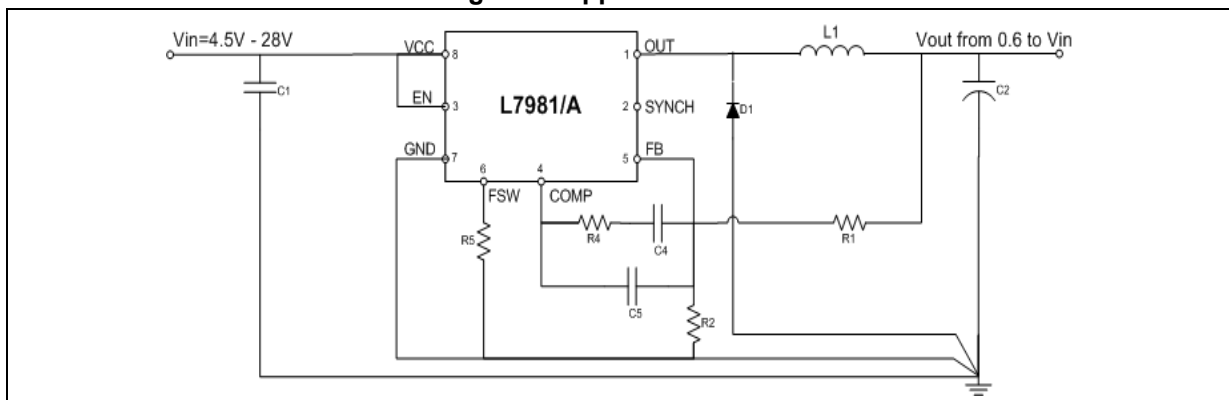 Vin=4.5V - 28V
VCC
8
1
OUT
L1
Vout from 0.6 to Vin
C1
EN
3
L7981/A
2
SYNCH
D1
C2
GND
7
5
FB
6
4
FSW
COMP
R5
R4
C4
R1
C5
R2